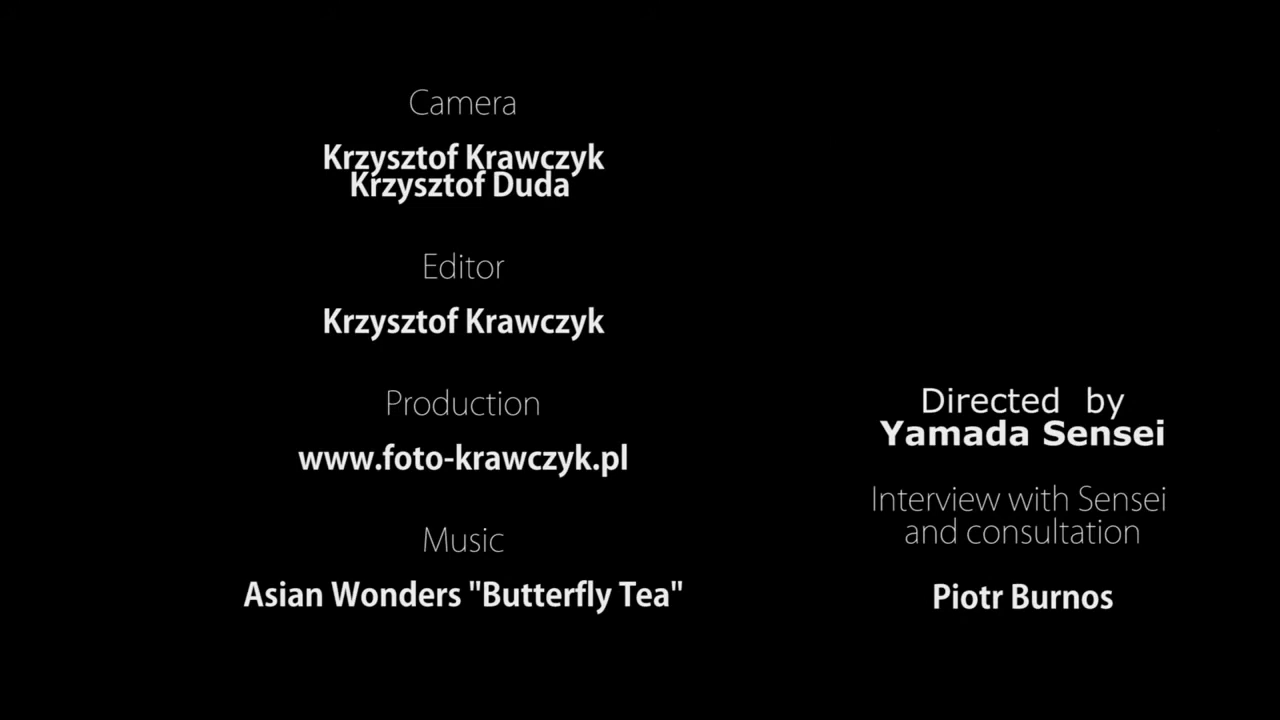 Camera
Krzysztof Krawczyk
Krzysztof Duda
Editor
Krzysztof Krawczyk
Production
www.foto-krawczyk.pl
Music
Asian Wonders "Butterfly Tea"
Directed by
Yamada Sensei
Interview with Sensei
and consultation
Piotr Burnos